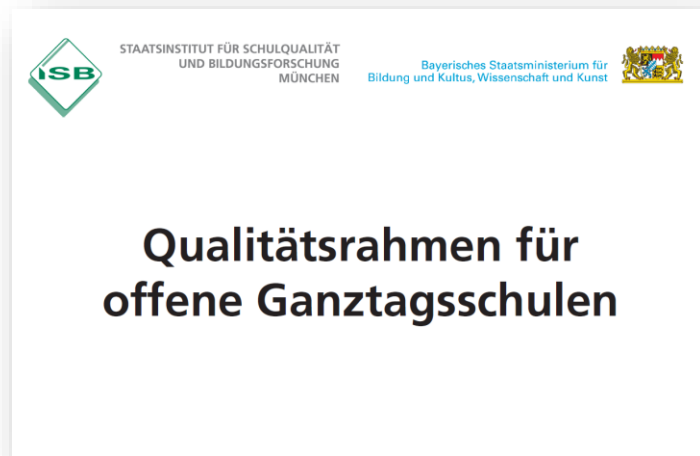 iSB
STAATSINSTITUT FÜR SCHULQUALITÄT
UND BILDUNGSFORSCHUNG
MÜNCHEN
Bayerisches Staatsministerium für
Bildung und Kultus, Wissenschaft und Kunst
Qualitätsrahmen für
offene Ganztagsschulen